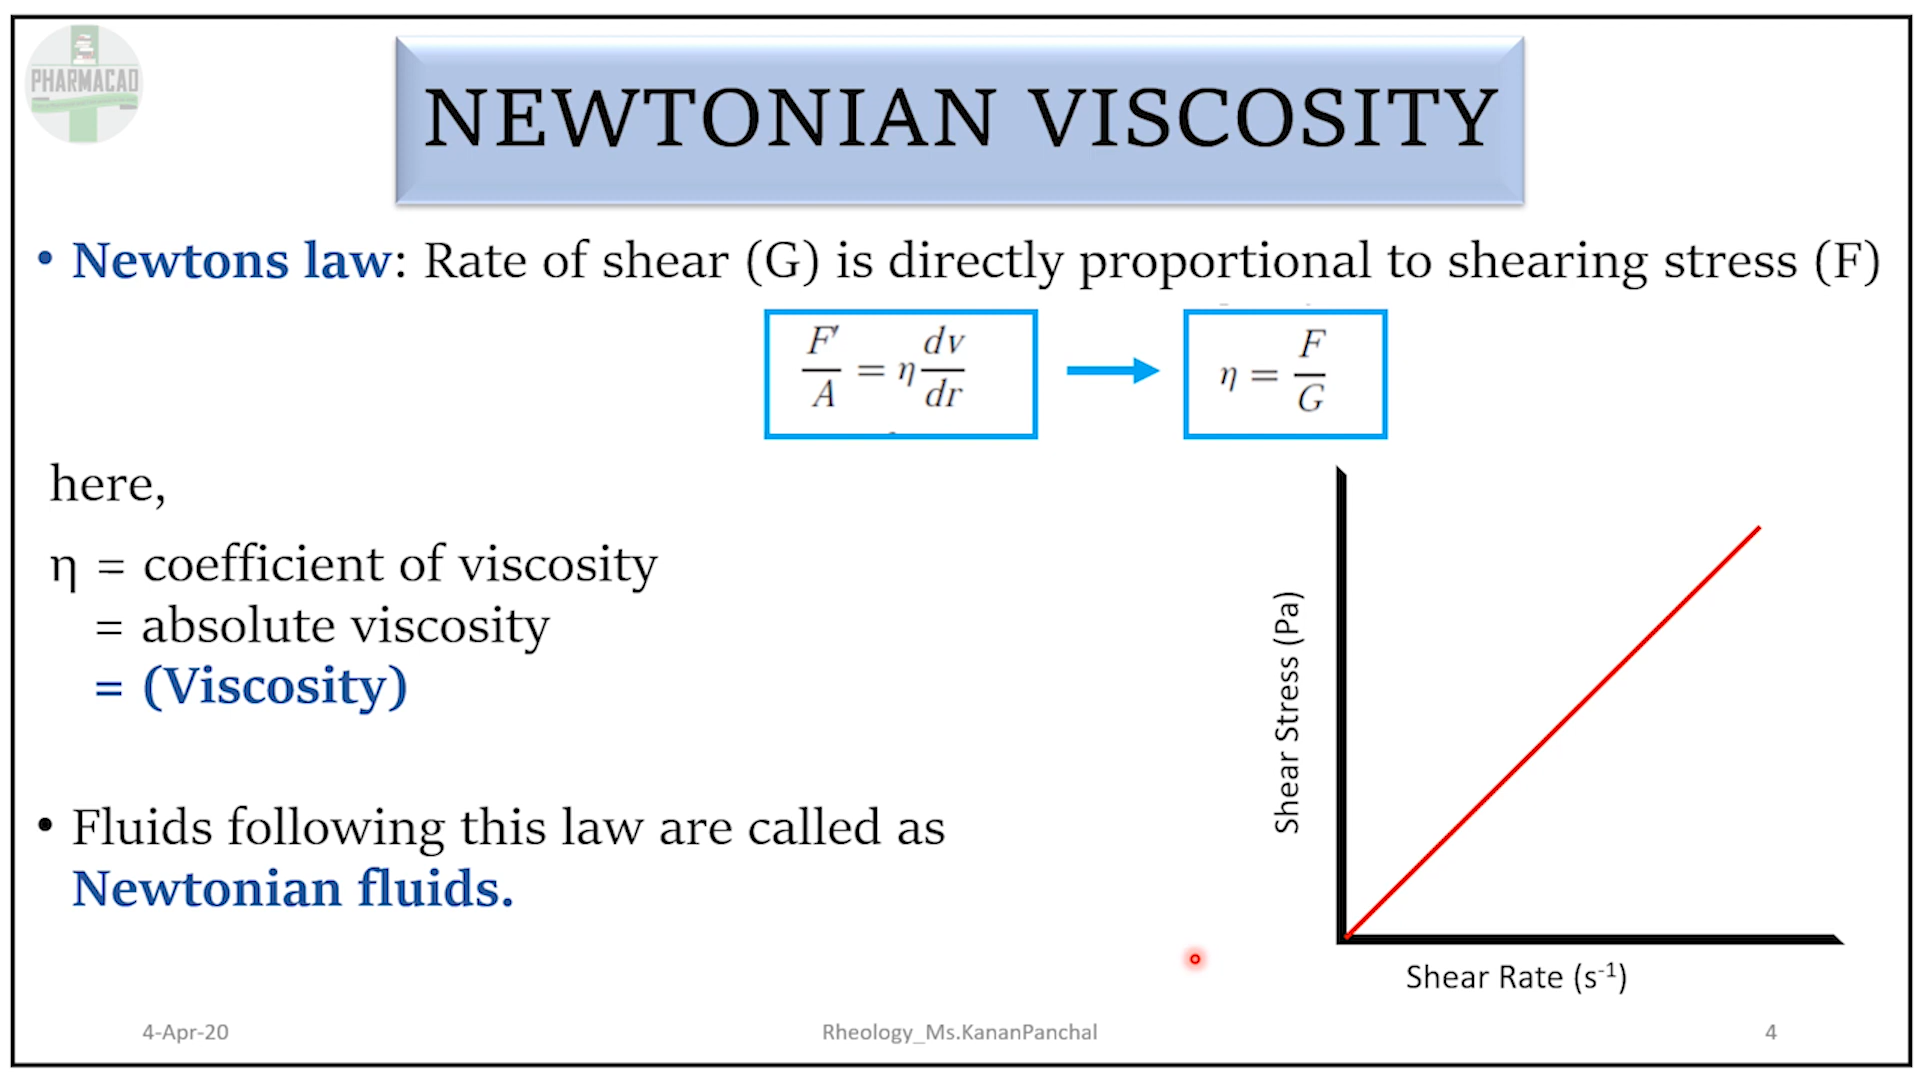 PHARMACAD
NEWTONIAN VISCOSITY
• Newtons law: Rate of shear (G) is directly proportional to shearing stress (F)
F'/A = η dv/dr → η = F/G
here,
η = coefficient of viscosity
= absolute viscosity
= (Viscosity)
• Fluids following this law are called as
Newtonian fluids.
Shear Stress (Pa)
Shear Rate (s⁻¹)
4-Apr-20
Rheology_Ms.KananPanchal
4